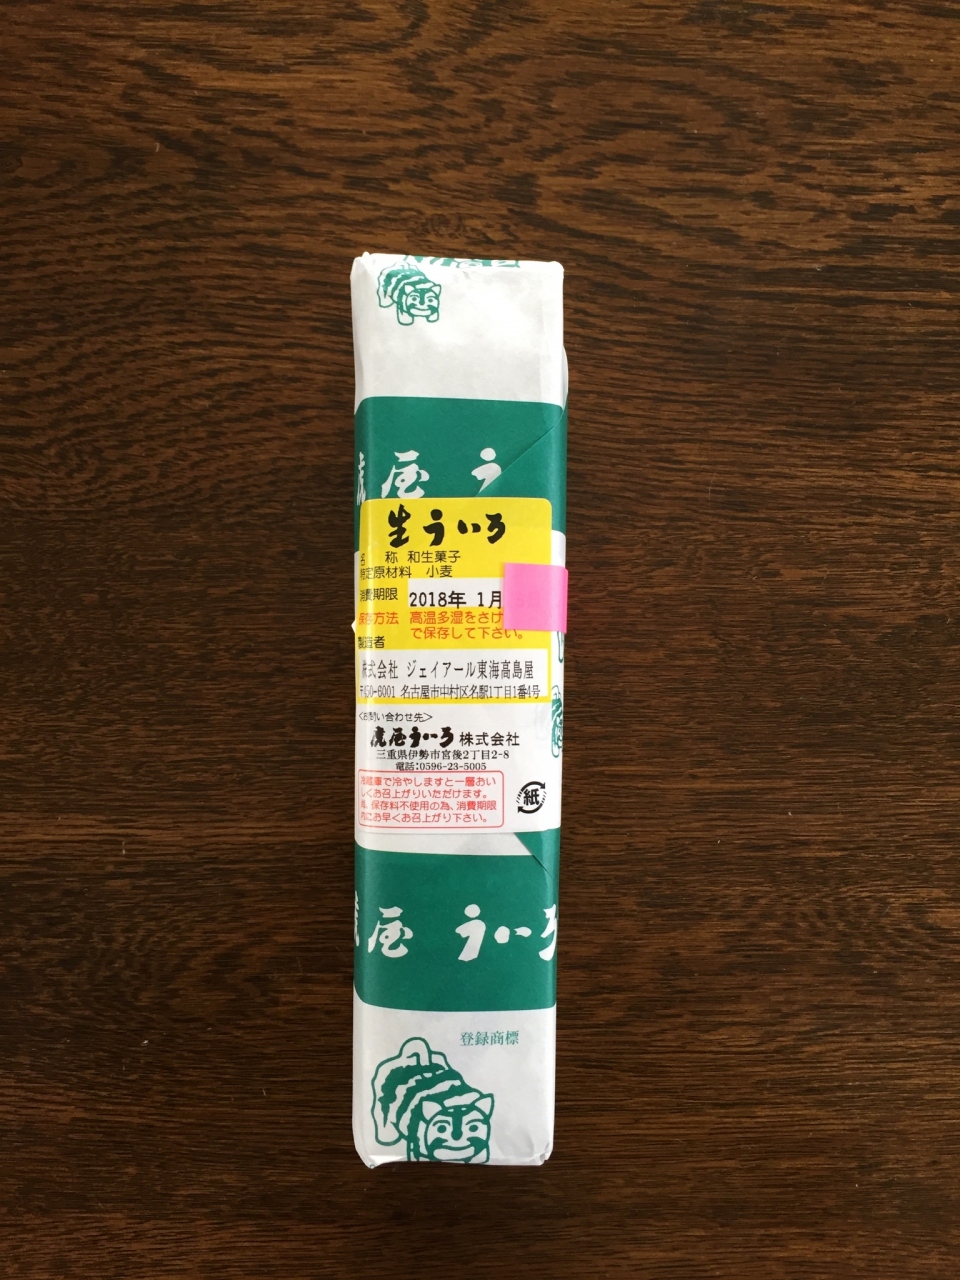 虎屋 う
生ういろ
名 称 和生菓子
特定原材料 小麦
消費期限 2018年 1月
保存方法 高温多湿をさけ
で保存して下さい。
製造者
株式会社 ジェイアール東海髙島屋
〒450-6001 名古屋市中村区名駅1丁目1番4号
<お問い合わせ先>
虎屋ういろ 株式会社
三重県伊勢市宮後2丁目2-8
電話:0596-23-5005
冷蔵庫で冷やしますと一層おい
しくお召上がりいただけます。
尚、保存料不使用の為、消費期限
内にお早くお召上がり下さい。
紙
虎屋 ういろ
登録商標